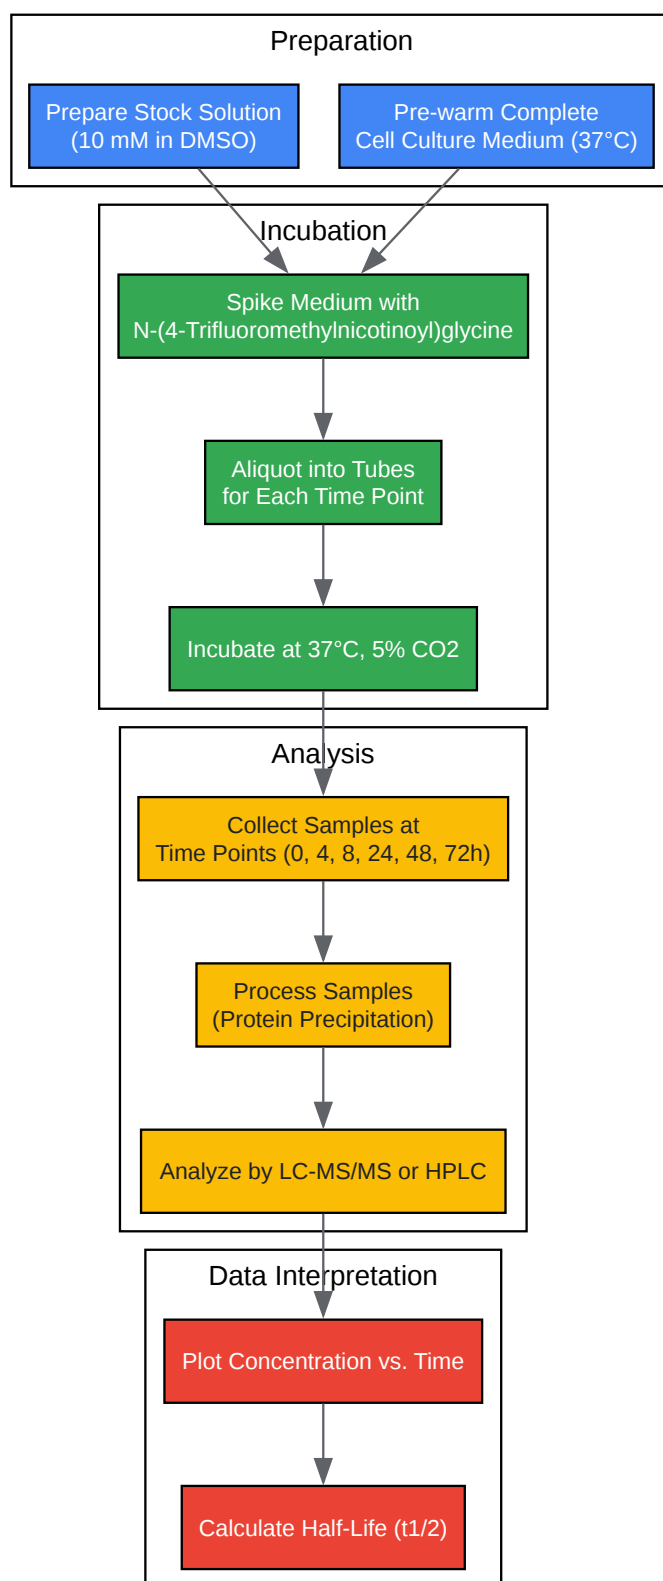 Preparation
Prepare Stock Solution
(10 mM in DMSO)
Pre-warm Complete
Cell Culture Medium (37°C)
Incubation
Spike Medium with
N-(4-Trifluoromethylnicotinoyl)glycine
Aliquot into Tubes
for Each Time Point
Incubate at 37°C, 5% CO2
Analysis
Collect Samples at
Time Points (0, 4, 8, 24, 48, 72h)
Process Samples
(Protein Precipitation)
Analyze by LC-MS/MS or HPLC
Data Interpretation
Plot Concentration vs. Time
Calculate Half-Life (t1/2)